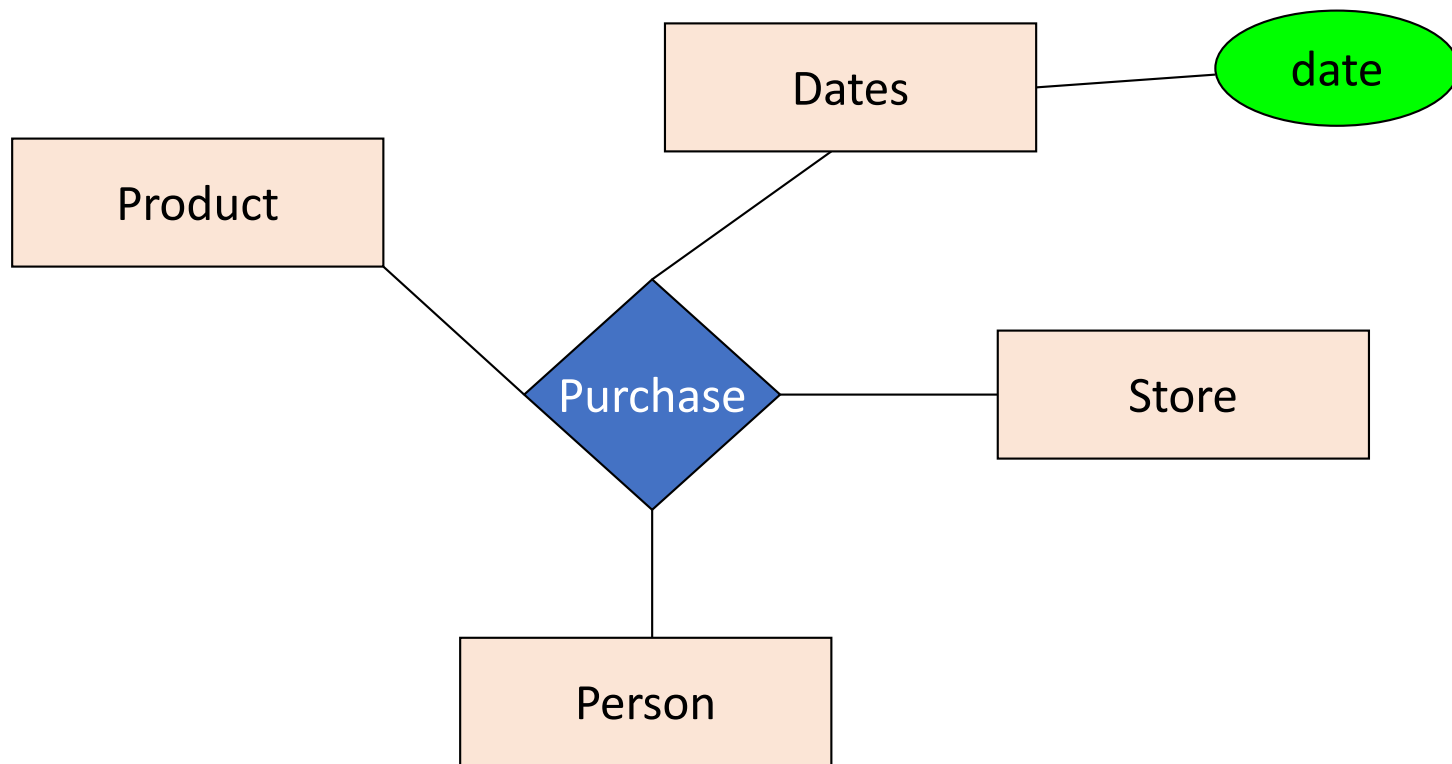 Dates
date
Product
Purchase
Store
Person